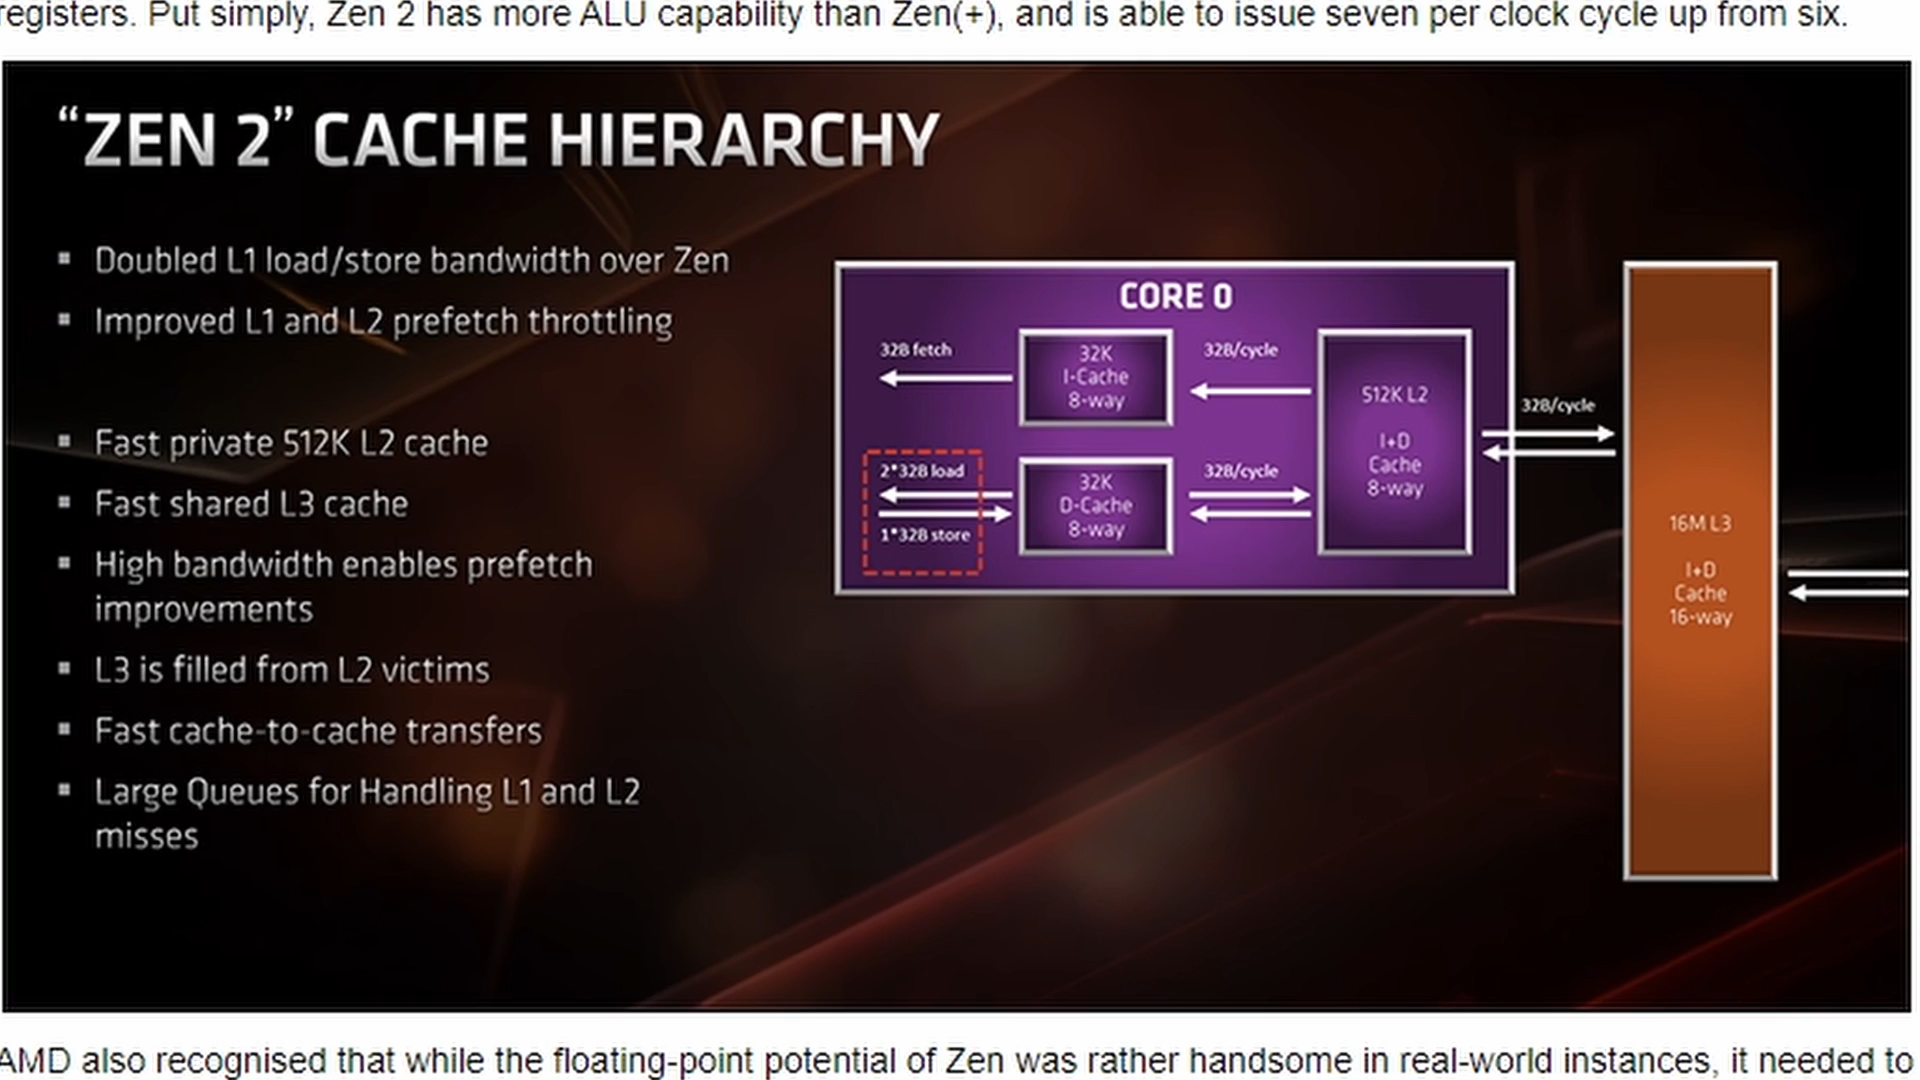 registers. Put simply, Zen 2 has more ALU capability than Zen(+), and is able to issue seven per clock cycle up from six.
“ZEN 2” CACHE HIERARCHY
Doubled L1 load/store bandwidth over Zen
Improved L1 and L2 prefetch throttling
Fast private 512K L2 cache
Fast shared L3 cache
High bandwidth enables prefetch
improvements
L3 is filled from L2 victims
Fast cache-to-cache transfers
Large Queues for Handling L1 and L2
misses
CORE 0
32B fetch
32K
I-Cache
8-way
32B/cycle
2*32B load
1*32B store
32K
D-Cache
8-way
32B/cycle
512K L2
I+D
Cache
8-way
32B/cycle
16M L3
I+D
Cache
16-way
AMD also recognised that while the floating-point potential of Zen was rather handsome in real-world instances, it needed to